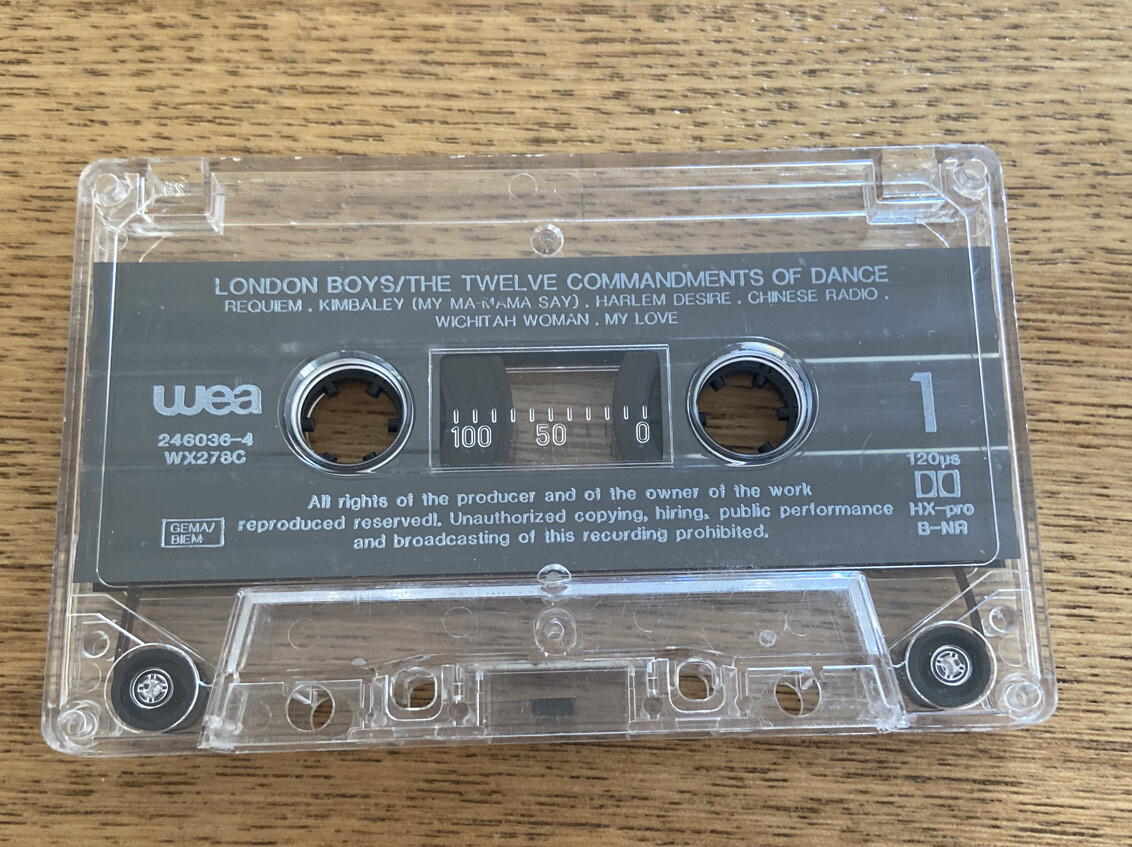 LONDON BOYS/THE TWELVE COMMANDMENTS OF DANCE
REQUIEM . KIMBALEY (MY MA-MAMA SAY) . HARLEM DESIRE . CHINESE RADIO .
WICHITAH WOMAN . MY LOVE
wea
246036-4
WX278C
100 50 0
1
120µs
HX-pro
B-NR
All rights of the producer and of the owner of the work
reproduced reserved. Unauthorized copying, hiring, public performance
and broadcasting of this recording prohibited.
GEMA/
BIEM